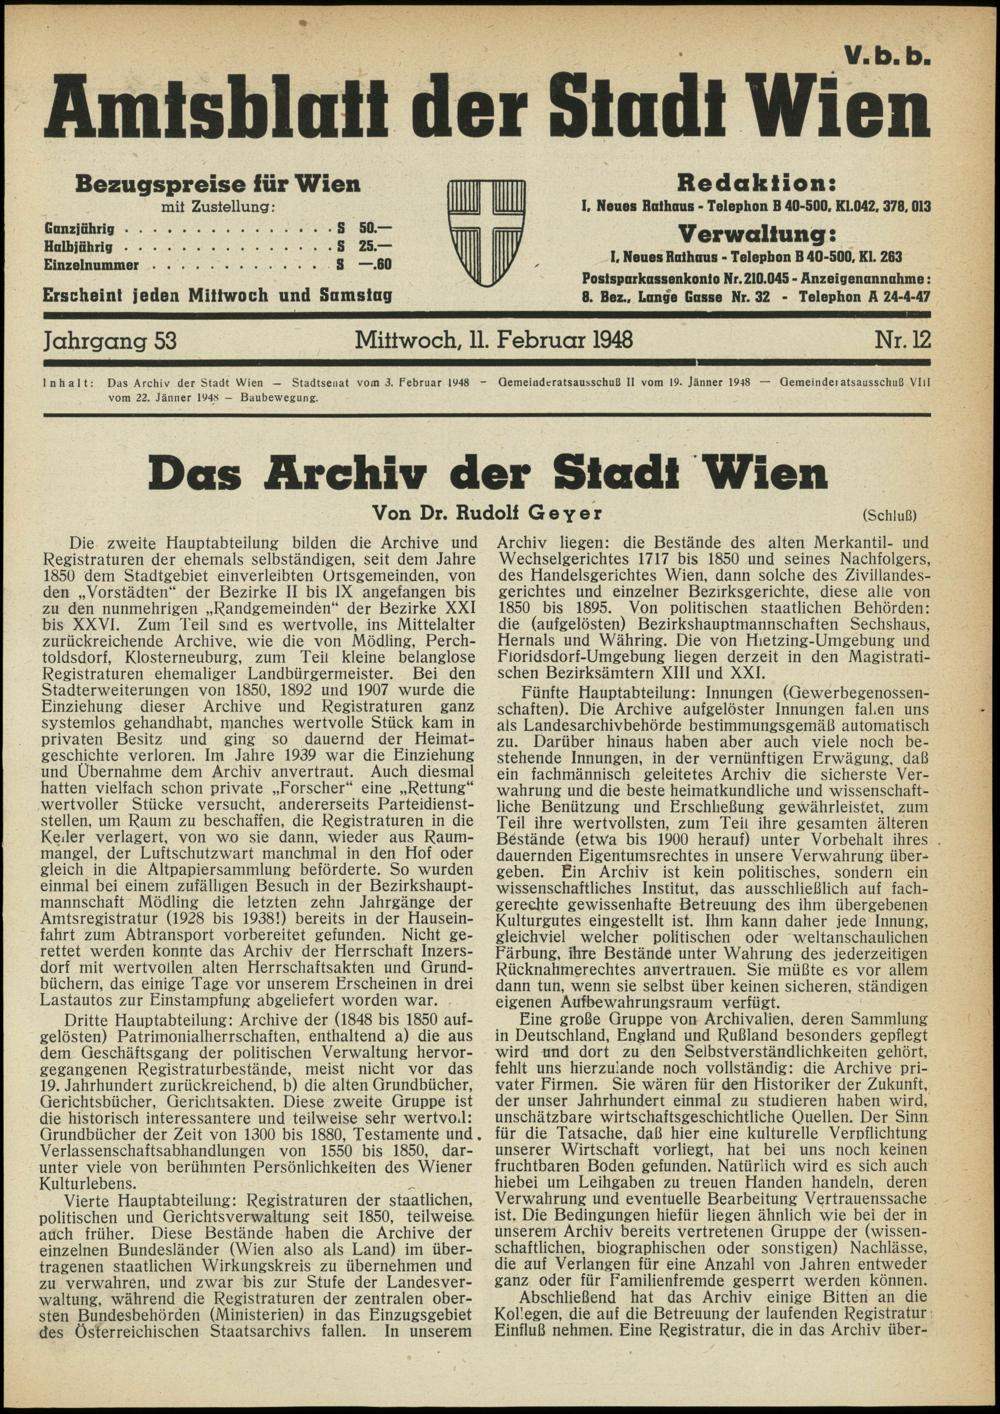 V. b. b.
Amtsblatt der Stadt Wien
Bezugspreise für Wien
mit Zustellung:
Ganzjährig . . . . . . . . . . . . . . . S 50.—
Halbjährig . . . . . . . . . . . . . . . S 25.—
Einzelnummer . . . . . . . . . . . . . S —.60
Erscheint jeden Mittwoch und Samstag
Redaktion:
I, Neues Rathaus - Telephon B 40-500, Kl.042, 378, 013
Verwaltung:
I, Neues Rathaus - Telephon B 40-500, Kl. 263
Postsparkassenkonto Nr. 210.045 - Anzeigenannahme:
8. Bez., Lange Gasse Nr. 32 - Telephon A 24-4-47
Jahrgang 53 Mittwoch, 11. Februar 1948 Nr. 12
Inhalt: Das Archiv der Stadt Wien — Stadtsenat vom 3. Februar 1948 — Gemeinderatsausschuß II vom 19. Jänner 1948 — Gemeinderatsausschuß VIII
vom 22. Jänner 1948 — Baubewegung.
Das Archiv der Stadt Wien
Von Dr. Rudolf Geyer (Schluß)
Die zweite Hauptabteilung bilden die Archive und
Registraturen der ehemals selbständigen, seit dem Jahre
1850 dem Stadtgebiet einverleibten Ortsgemeinden, von
den „Vorstädten“ der Bezirke II bis IX angefangen bis
zu den nunmehrigen „Randgemeinden“ der Bezirke XXI
bis XXVI. Zum Teil sind es wertvolle, ins Mittelalter
zurückreichende Archive, wie die von Mödling, Perch-
toldsdorf, Klosterneuburg, zum Teil kleine belanglose
Registraturen ehemaliger Landbürgermeister. Bei den
Stadterweiterungen von 1850, 1892 und 1907 wurde die
Einziehung dieser Archive und Registraturen ganz
systemlos gehandhabt, manches wertvolle Stück kam in
privaten Besitz und ging so dauernd der Heimat-
geschichte verloren. Im Jahre 1939 war die Einziehung
und Übernahme dem Archiv anvertraut. Auch diesmal
hatten vielfach schon private „Forscher“ eine „Rettung“
wertvoller Stücke versucht, andererseits Parteidienst-
stellen, um Raum zu beschaffen, die Registraturen in die
Keller verlagert, von wo sie dann, wieder aus Raum-
mangel, der Luftschutzwart manchmal in den Hof oder
gleich in die Altpapiersammlung beförderte. So wurden
einmal bei einem zufälligen Besuch in der Bezirkshaupt-
mannschaft Mödling die letzten zehn Jahrgänge der
Amtsregistratur (1928 bis 1938!) bereits in der Hausein-
fahrt zum Abtransport vorbereitet gefunden. Nicht ge-
rettet werden konnte das Archiv der Herrschaft Inzers-
dorf mit wertvollen alten Herrschaftsakten und Grund-
büchern, das einige Tage vor unserem Erscheinen in drei
Lastautos zur Einstampfung abgeliefert worden war.
Dritte Hauptabteilung: Archive der (1848 bis 1850 auf-
gelösten) Patrimonialherrschaften, enthaltend a) die aus
dem Geschäftsgang der politischen Verwaltung hervor-
gegangenen Registraturbestände, meist nicht vor das
19. Jahrhundert zurückreichend, b) die alten Grundbücher,
Gerichtsbücher, Gerichtsakten. Diese zweite Gruppe ist
die historisch interessantere und teilweise sehr wertvoll:
Grundbücher der Zeit von 1300 bis 1880, Testamente und
Verlassenschaftsabhandlungen von 1550 bis 1850, dar-
unter viele von berühmten Persönlichkeiten des Wiener
Kulturlebens.
Vierte Hauptabteilung: Registraturen der staatlichen,
politischen und Gerichtsverwaltung seit 1850, teilweise
auch früher. Diese Bestände haben die Archive der
einzelnen Bundesländer (Wien also als Land) im über-
tragenen staatlichen Wirkungskreis zu übernehmen und
zu verwahren, und zwar bis zur Stufe der Landesver-
waltung, während die Registraturen der zentralen ober-
sten Bundesbehörden (Ministerien) in das Einzugsgebiet
des Österreichischen Staatsarchivs fallen. In unserem
Archiv liegen: die Bestände des alten Merkantil- und
Wechselgerichtes 1717 bis 1850 und seines Nachfolgers,
des Handelsgerichtes Wien, dann solche des Zivillandes-
gerichtes und einzelner Bezirksgerichte, diese alle von
1850 bis 1895. Von politischen staatlichen Behörden:
die (aufgelösten) Bezirkshauptmannschaften Sechshaus,
Hernals und Währing. Die von Hietzing-Umgebung und
Floridsdorf-Umgebung liegen derzeit in den Magistrati-
schen Bezirksämtern XIII und XXI.
Fünfte Hauptabteilung: Innungen (Gewerbegenossen-
schaften). Die Archive aufgelöster Innungen fallen uns
als Landesarchivbehörde bestimmungsgemäß automatisch
zu. Darüber hinaus haben aber auch viele noch be-
stehende Innungen, in der vernünftigen Erwägung, daß
ein fachmännisch geleitetes Archiv die sicherste Ver-
wahrung und die beste heimatkundliche und wissenschaft-
liche Benützung und Erschließung gewährleistet, zum
Teil ihre wertvollsten, zum Teil ihre gesamten älteren
Bestände (etwa bis 1900 herauf) unter Vorbehalt ihres
dauernden Eigentumsrechtes in unsere Verwahrung über-
geben. Ein Archiv ist kein politisches, sondern ein
wissenschaftliches Institut, das ausschließlich auf fach-
gerechte gewissenhafte Betreuung des ihm übergebenen
Kulturgutes eingestellt ist. Ihm kann daher jede Innung,
gleichviel welcher politischen oder weltanschaulichen
Färbung, ihre Bestände unter Wahrung des jederzeitigen
Rücknahmerechtes anvertrauen. Sie müßte es vor allem
dann tun, wenn sie selbst über keinen sicheren, ständigen
eigenen Aufbewahrungsraum verfügt.
Eine große Gruppe von Archivalien, deren Sammlung
in Deutschland, England und Rußland besonders gepflegt
wird und dort zu den Selbstverständlichkeiten gehört,
fehlt uns hierzulande noch vollständig: die Archive pri-
vater Firmen. Sie wären für den Historiker der Zukunft,
der unser Jahrhundert einmal zu studieren haben wird,
unschätzbare wirtschaftsgeschichtliche Quellen. Der Sinn
für die Tatsache, daß hier eine kulturelle Verpflichtung
unserer Wirtschaft vorliegt, hat bei uns noch keinen
fruchtbaren Boden gefunden. Natürlich wird es sich auch
hiebei um Leihgaben zu treuen Handen handeln, deren
Verwahrung und eventuelle Bearbeitung Vertrauenssache
ist. Die Bedingungen hiefür liegen ähnlich wie bei der in
unserem Archiv bereits vertretenen Gruppe der (wissen-
schaftlichen, biographischen oder sonstigen) Nachlässe,
die auf Verlangen für eine Anzahl von Jahren entweder
ganz oder für Familienfremde gesperrt werden können.
Abschließend hat das Archiv einige Bitten an die
Kollegen, die auf die Betreuung der laufenden Registratur
Einfluß nehmen. Eine Registratur, die in das Archiv über-